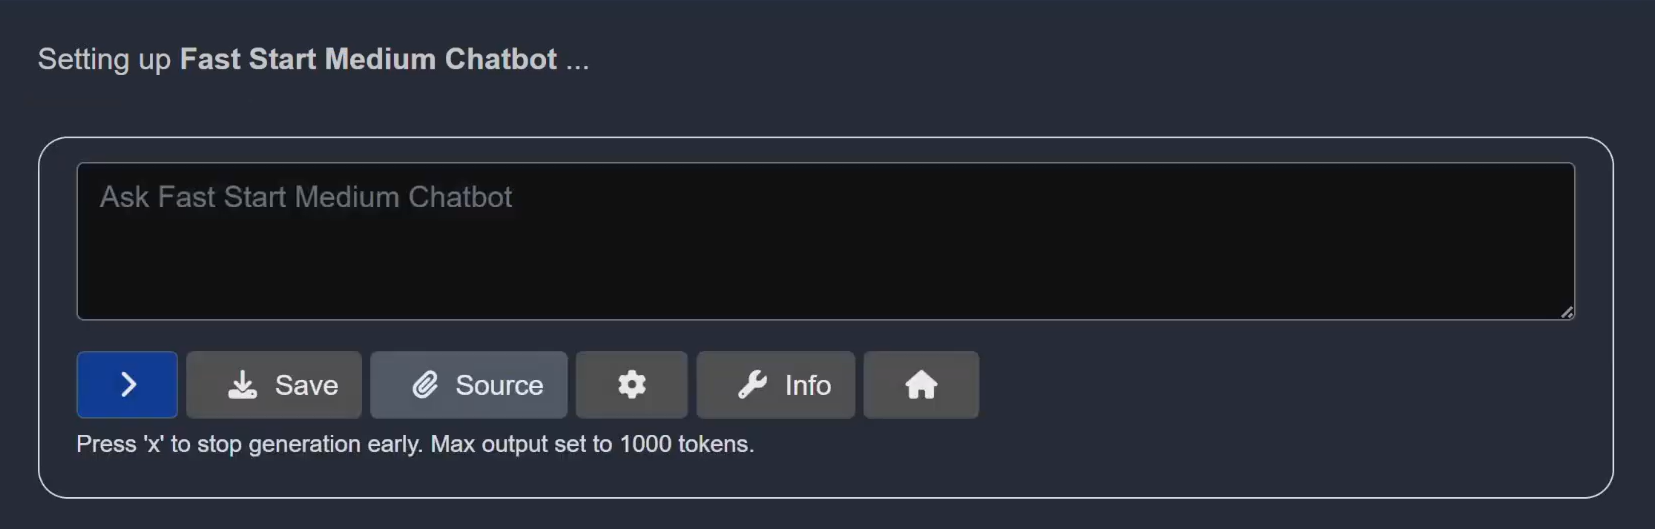 Setting up Fast Start Medium Chatbot ...
Ask Fast Start Medium Chatbot
Save Source Info
Press 'x' to stop generation early. Max output set to 1000 tokens.